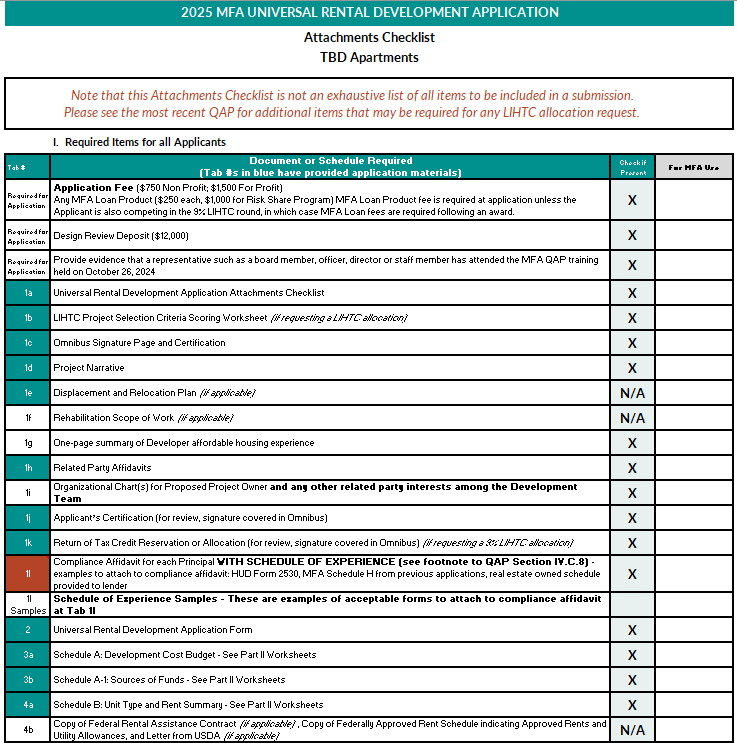 2025 MFA UNIVERSAL RENTAL DEVELOPMENT APPLICATION
Attachments Checklist
TBD Apartments
Note that this Attachments Checklist is not an exhaustive list of all items to be included in a submission.
Please see the most recent QAP for additional items that may be required for any LIHTC allocation request.
I. Required Items for all Applicants
Tab # Document or Schedule Required (Tab #s in blue have provided application materials) Check if Present For MFA Use
Required for Application Application Fee ($750 Non Profit; $1,500 For Profit)
Any MFA Loan Product ($250 each, $1,000 for Risk Share Program) MFA Loan Product fee is required at application unless the
Applicant is also competing in the 9% LIHTC round, in which case MFA Loan fees are required following an award. X
Required for Application Design Review Deposit ($12,000) X
Required for Application Provide evidence that a representative such as a board member, officer, director or staff member has attended the MFA QAP training
held on October 26, 2024 X
1a Universal Rental Development Application Attachments Checklist X
1b LIHTC Project Selection Criteria Scoring Worksheet (if requesting a LIHTC allocation) X
1c Omnibus Signature Page and Certification X
1d Project Narrative X
1e Displacement and Relocation Plan (if applicable) N/A
1f Rehabilitation Scope of Work (if applicable) N/A
1g One-page summary of Developer affordable housing experience X
1h Related Party Affidavits X
1i Organizational Chart(s) for Proposed Project Owner and any other related party interests among the Development
Team X
1j Applicant's Certification (for review, signature covered in Omnibus) X
1k Return of Tax Credit Reservation or Allocation (for review, signature covered in Omnibus) (if requesting a 9% LIHTC allocation) X
1l Compliance Affidavit for each Principal WITH SCHEDULE OF EXPERIENCE (see footnote to QAP Section IV.C.8) -
examples to attach to compliance affidavit: HUD Form 2530, MFA Schedule H from previous applications, real estate owned schedule
provided to lender X
1l Samples Schedule of Experience Samples - These are examples of acceptable forms to attach to compliance affidavit
at Tab 1l
2 Universal Rental Development Application Form X
3a Schedule A: Development Cost Budget - See Part II Worksheets X
3b Schedule A-1: Sources of Funds - See Part II Worksheets X
4a Schedule B: Unit Type and Rent Summary - See Part II Worksheets X
4b Copy of Federal Rental Assistance Contract (if applicable) , Copy of Federally Approved Rent Schedule indicating Approved Rents and
Utility Allowances, and Letter from USDA (if applicable) N/A